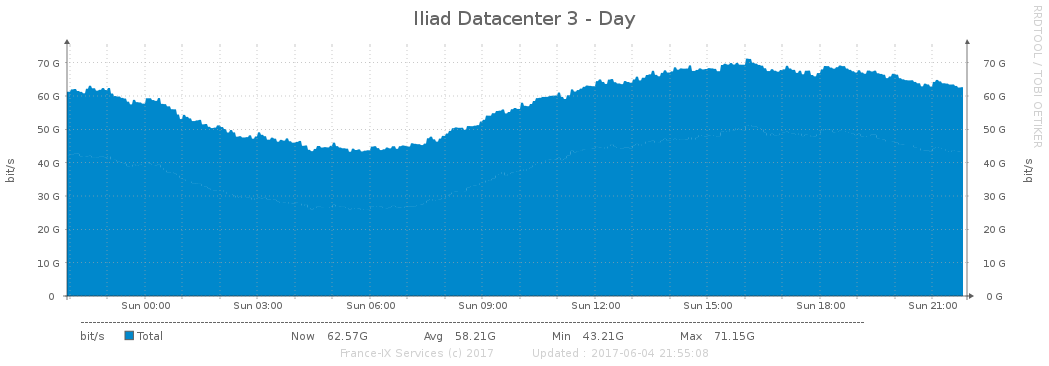 Iliad Datacenter 3 - Day
RRDTOOL / TOBI OETIKER
bit/s
70 G
60 G
50 G
40 G
30 G
20 G
10 G
0
70 G
60 G
50 G
40 G
30 G
20 G
10 G
0 G
bit/s
Sun 00:00 Sun 03:00 Sun 06:00 Sun 09:00 Sun 12:00 Sun 15:00 Sun 18:00 Sun 21:00
bit/s Total Now 62.57G Avg 58.21G Min 43.21G Max 71.15G
France-IX Services (c) 2017 Updated : 2017-06-04 21:55:08